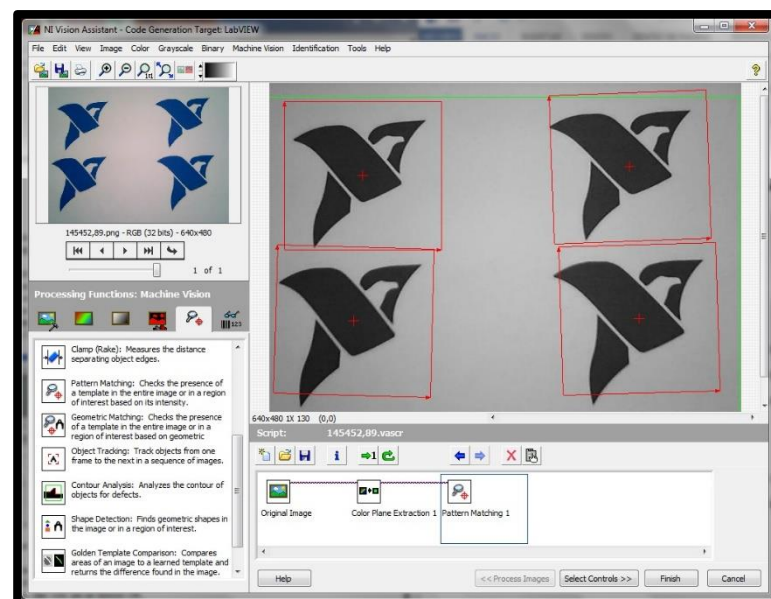 NI Vision Assistant - Code Generation Target: LabVIEW
File Edit View Image Color Grayscale Binary Machine Vision Identification Tools Help
1:1
145452,89.png - RGB (32 bits) - 640x480
1 of 1
Processing Functions: Machine Vision
123
Clamp (Rake): Measures the distance
separating object edges.
Pattern Matching: Checks the presence of
a template in the entire image or in a region
of interest based on its intensity.
Geometric Matching: Checks the presence
of a template in the entire image or in a
region of interest based on geometric
Object Tracking: Track objects from one
frame to the next in a sequence of images.
Contour Analysis: Analyzes the contour of
objects for defects.
Shape Detection: Finds geometric shapes in
the image or in a region of interest.
Golden Template Comparison: Compares
areas of an image to a learned template and
returns the difference found in the image.
640x480 1X 130 (0,0)
Script: 145452,89.vascr
1
Original Image Color Plane Extraction 1 Pattern Matching 1
Help << Process Images Select Controls >> Finish Cancel